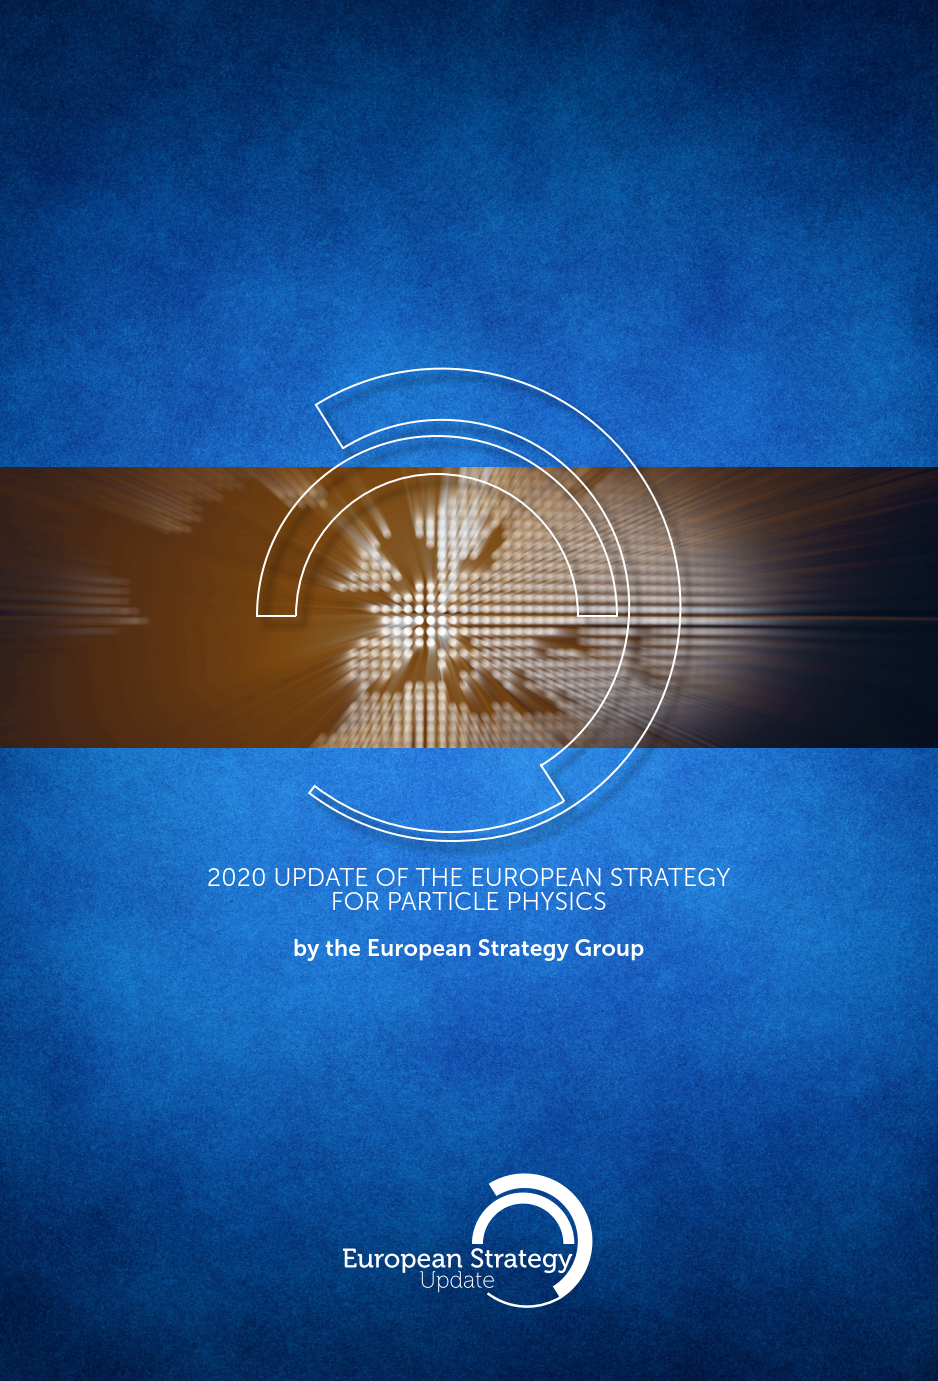 2020 UPDATE OF THE EUROPEAN STRATEGY
FOR PARTICLE PHYSICS
by the European Strategy Group
European Strategy
Update